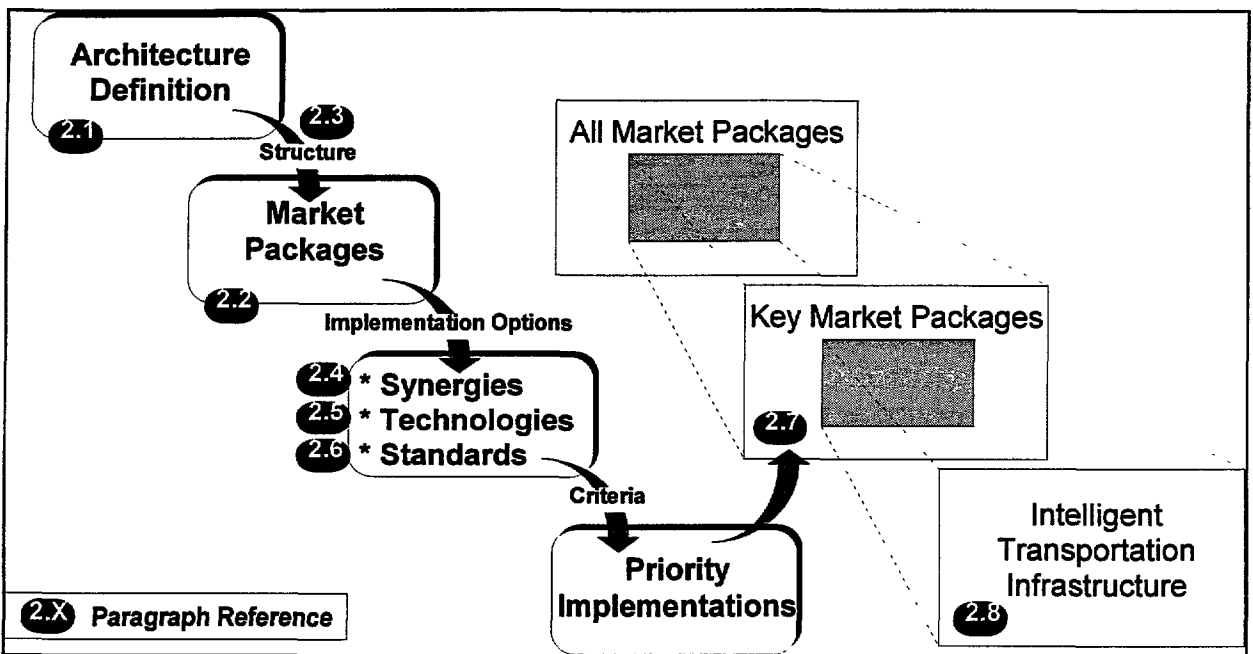 Architecture
Definition
2.1
2.3
Structure
Market
Packages
2.2
Implementation Options
2.4 * Synergies
2.5 * Technologies
2.6 * Standards
Criteria
Priority
Implementations
All Market Packages
Key Market Packages
2.7
Intelligent
Transportation
Infrastructure
2.8
2.X Paragraph Reference